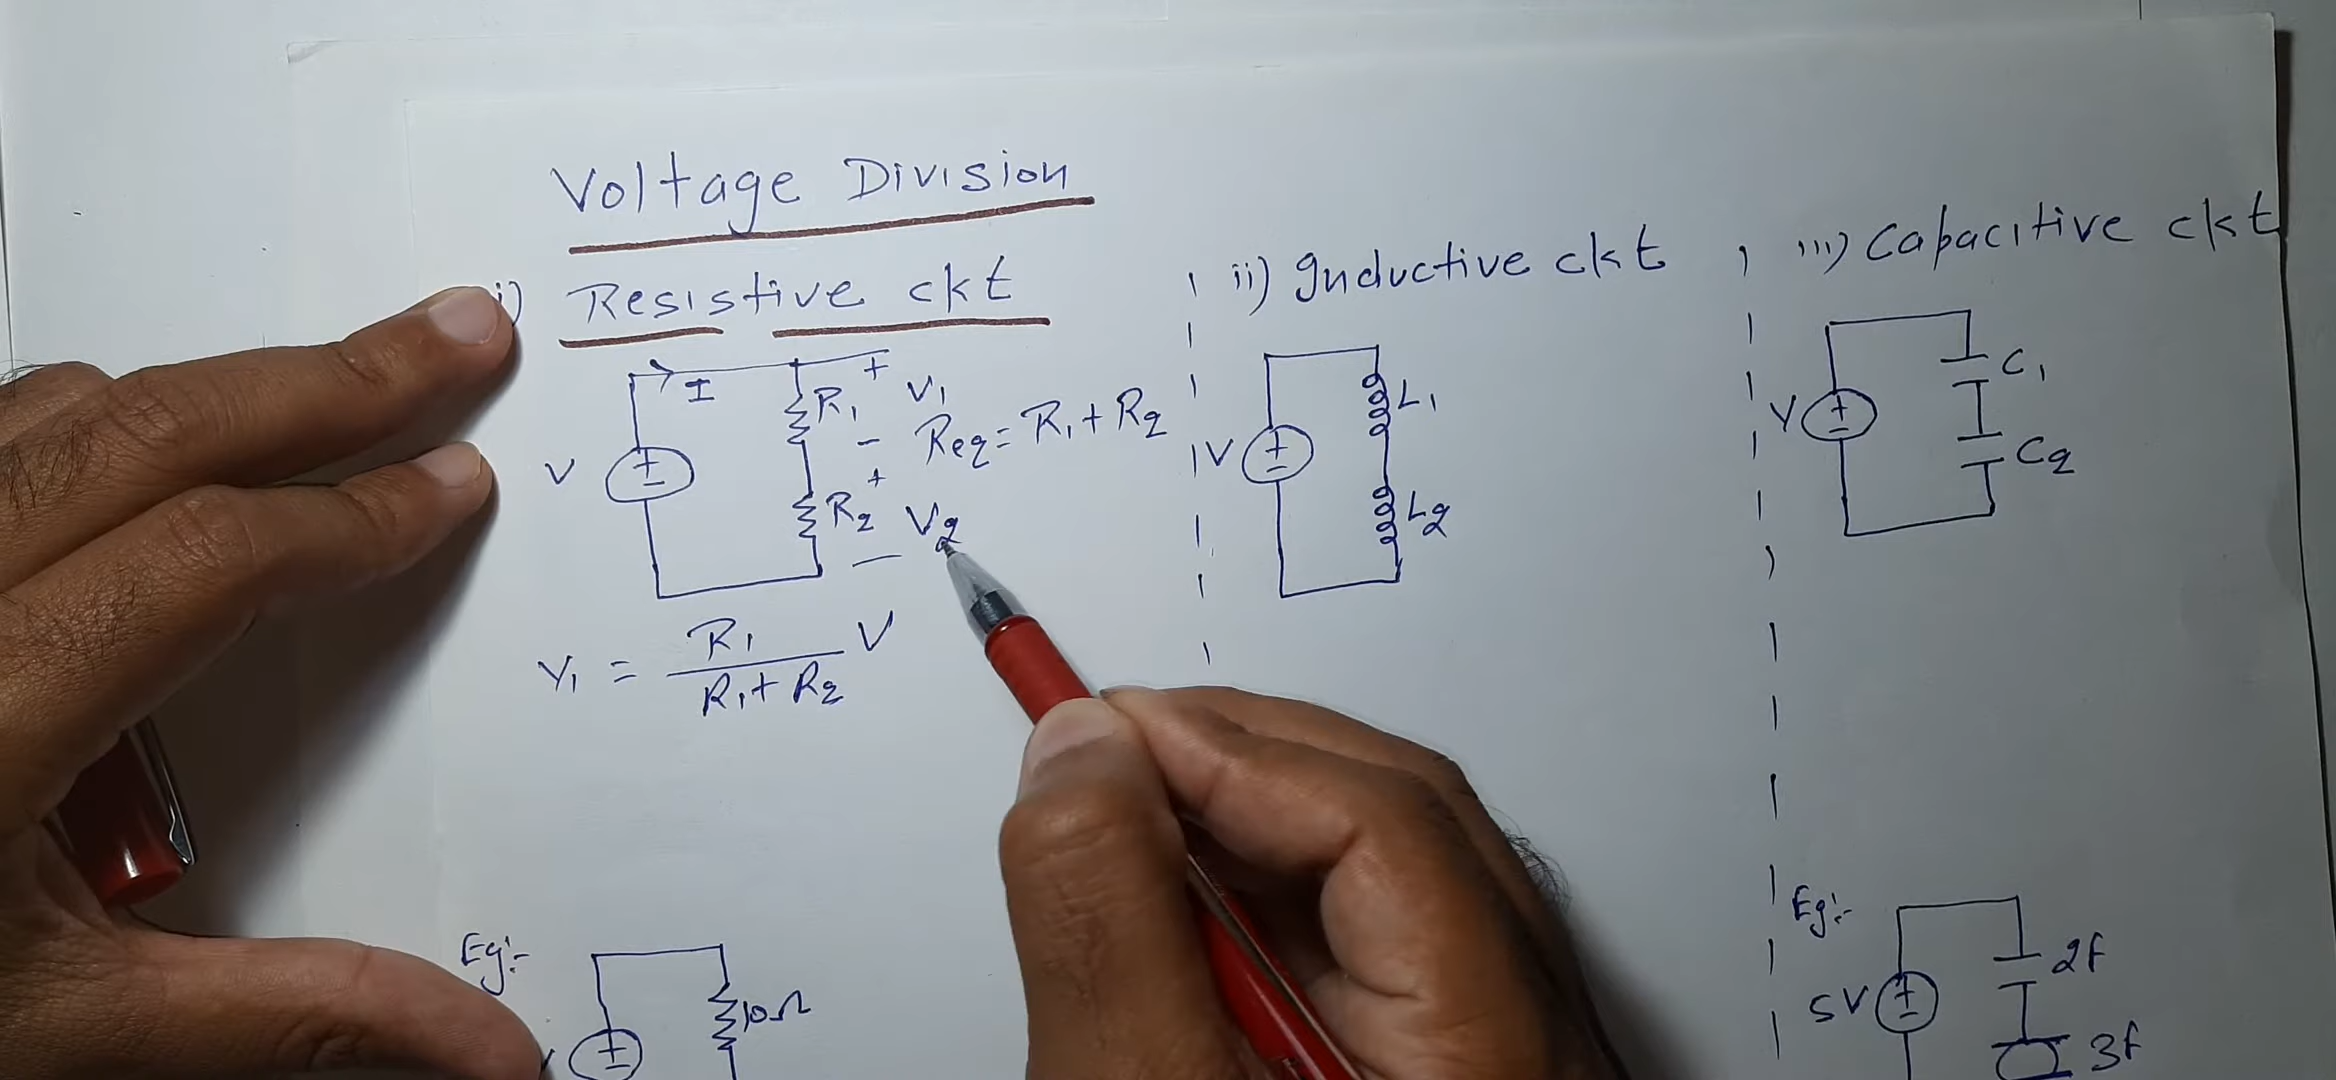 Voltage Division
i) Resistive ckt
I
+
R1
V1
-
Req = R1 + R2
V
+
-
+
R2
V2
-
V1 = R1 / R1 + R2 V
Eg:-
+
10Ω
ii) Inductive ckt
V
+
-
L1
L2
iii) Capacitive ckt
V
+
-
C1
C2
Eg:-
5V
+
-
2f
3f